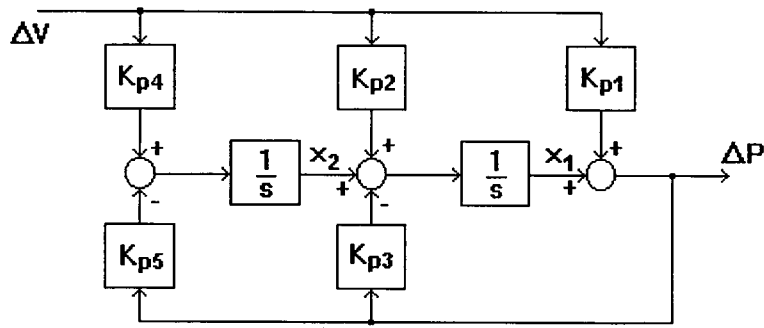 ΔV
Kp4
Kp2
Kp1
+
+
+
1/s
x2
+
1/s
x1
+
ΔP
-
-
Kp5
Kp3